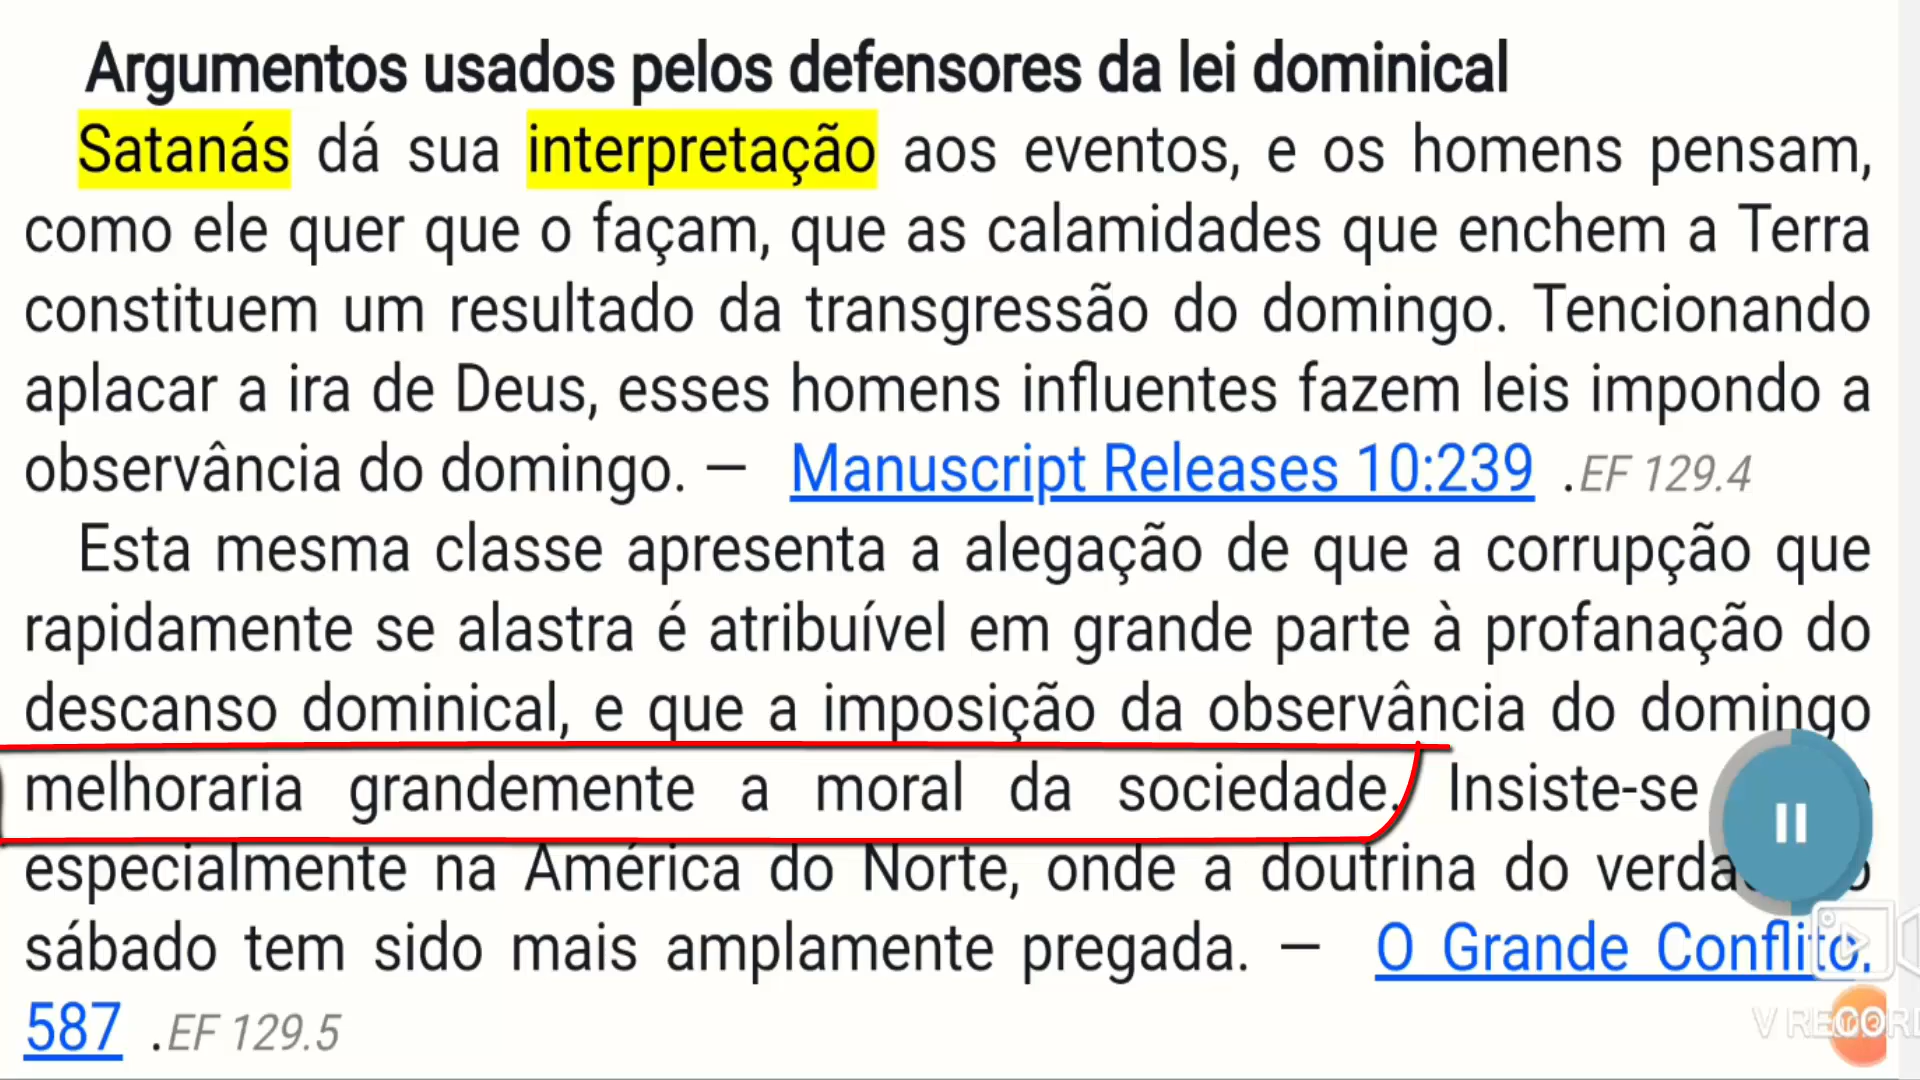 Argumentos usados pelos defensores da lei dominical
Satanás dá sua interpretação aos eventos, e os homens pensam,
como ele quer que o façam, que as calamidades que enchem a Terra
constituem um resultado da transgressão do domingo. Tencionando
aplacar a ira de Deus, esses homens influentes fazem leis impondo a
observância do domingo. — Manuscript Releases 10:239 .EF 129.4
Esta mesma classe apresenta a alegação de que a corrupção que
rapidamente se alastra é atribuível em grande parte à profanação do
descanso dominical, e que a imposição da observância do domingo
melhoraria grandemente a moral da sociedade. Insiste-se
especialmente na América do Norte, onde a doutrina do
sábado tem sido mais amplamente pregada. — O Grande Conflito,
587 .EF 129.5
V RECOR